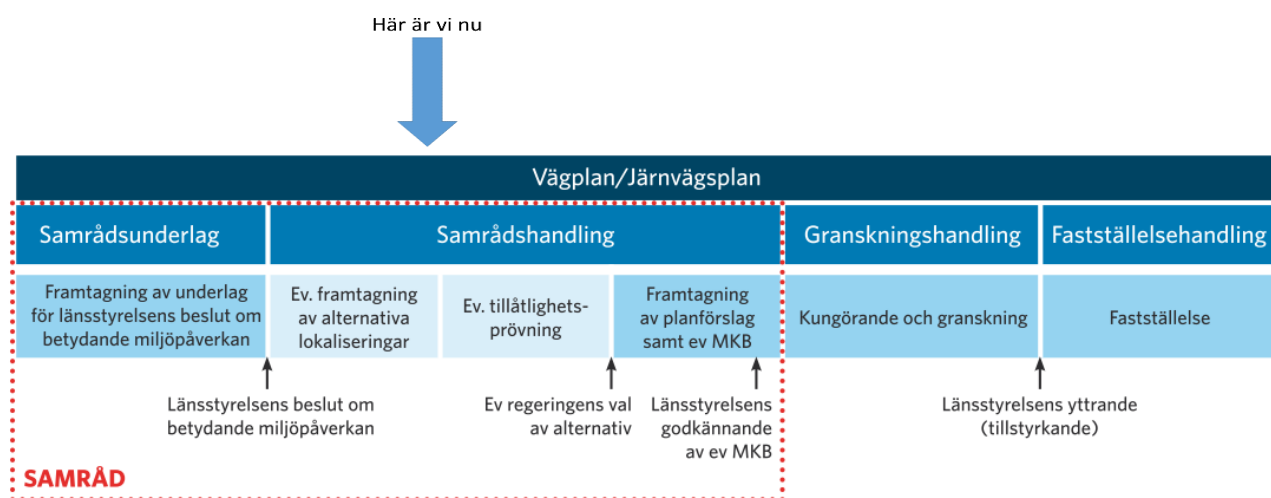 Här är vi nu
Vägplan/Järnvägsplan
Samrådsunderlag
Samrådshandling
Granskningshandling
Fastställelsehandling
Framtagning av underlag
för länsstyrelsens beslut om
betydande miljöpåverkan
Ev. framtagning
av alternativa
lokaliseringar
Ev. tillåtlighets-
prövning
Framtagning
av planförslag
samt ev MKB
Kungörande och granskning
Fastställelse
Länsstyrelsens beslut om
betydande miljöpåverkan
Ev regeringens val
av alternativ
Länsstyrelsens
godkännande
av ev MKB
Länsstyrelsens yttrande
(tillstyrkande)
SAMRÅD